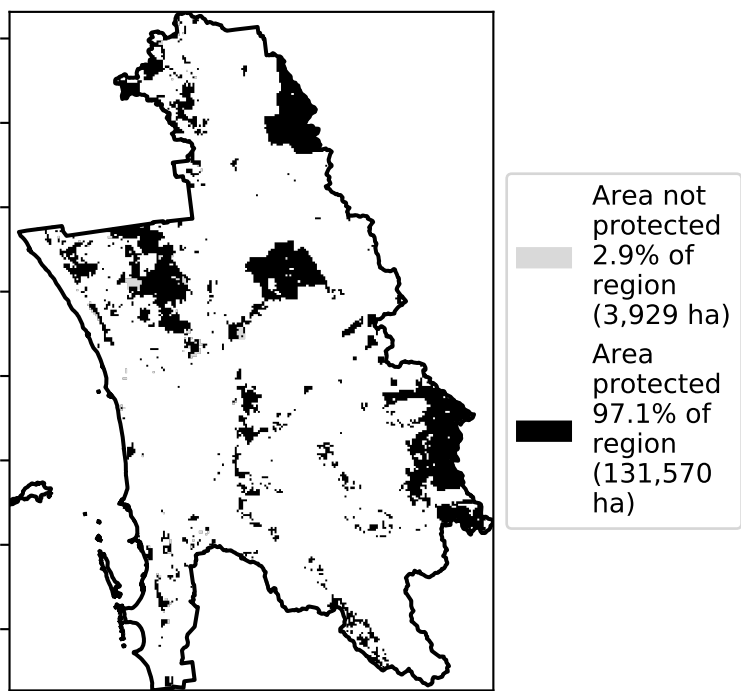 Area not
protected
2.9% of
region
(3,929 ha)
Area
protected
97.1% of
region
(131,570
ha)